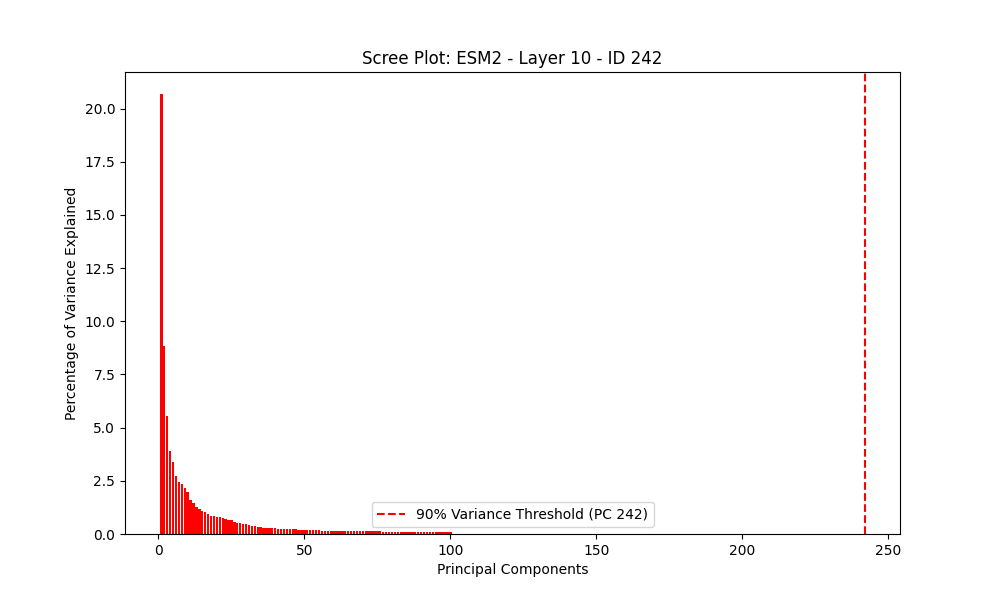 Scree Plot: ESM2 - Layer 10 - ID 242
Percentage of Variance Explained
20.0
17.5
15.0
12.5
10.0
7.5
5.0
2.5
0.0
90% Variance Threshold (PC 242)
0 50 100 150 200 250
Principal Components